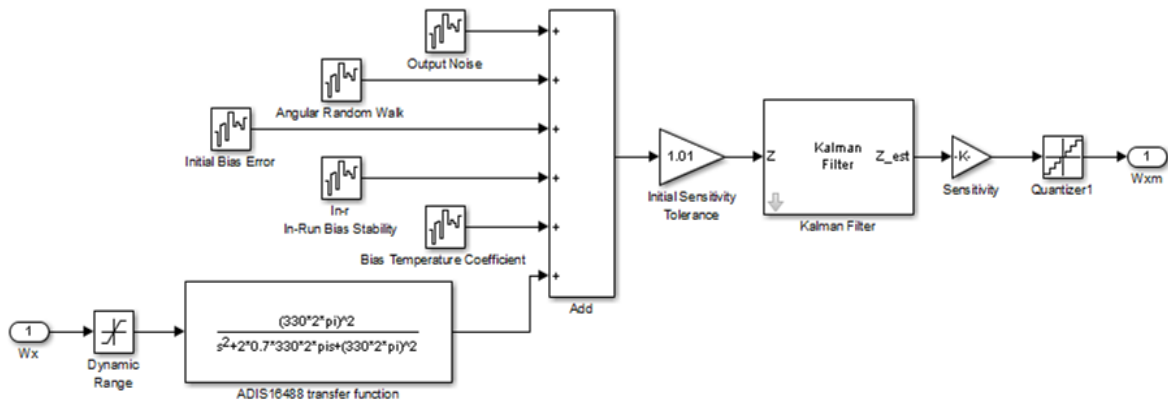 Output Noise
Angular Random Walk
Initial Bias Error
In-r
In-Run Bias Stability
Bias Temperature Coefficient
+
+
+
+
+
+
Add
1
Wx
Dynamic
Range
(330*2*pi)^2
s^2+2*0.7*330*2*pis+(330*2*pi)^2
ADIS16488 transfer function
1.01
Initial Sensitivity
Tolerance
Z
Kalman
Filter
Z_est
Kalman Filter
-K-
Sensitivity
Quantizer1
1
Wxm